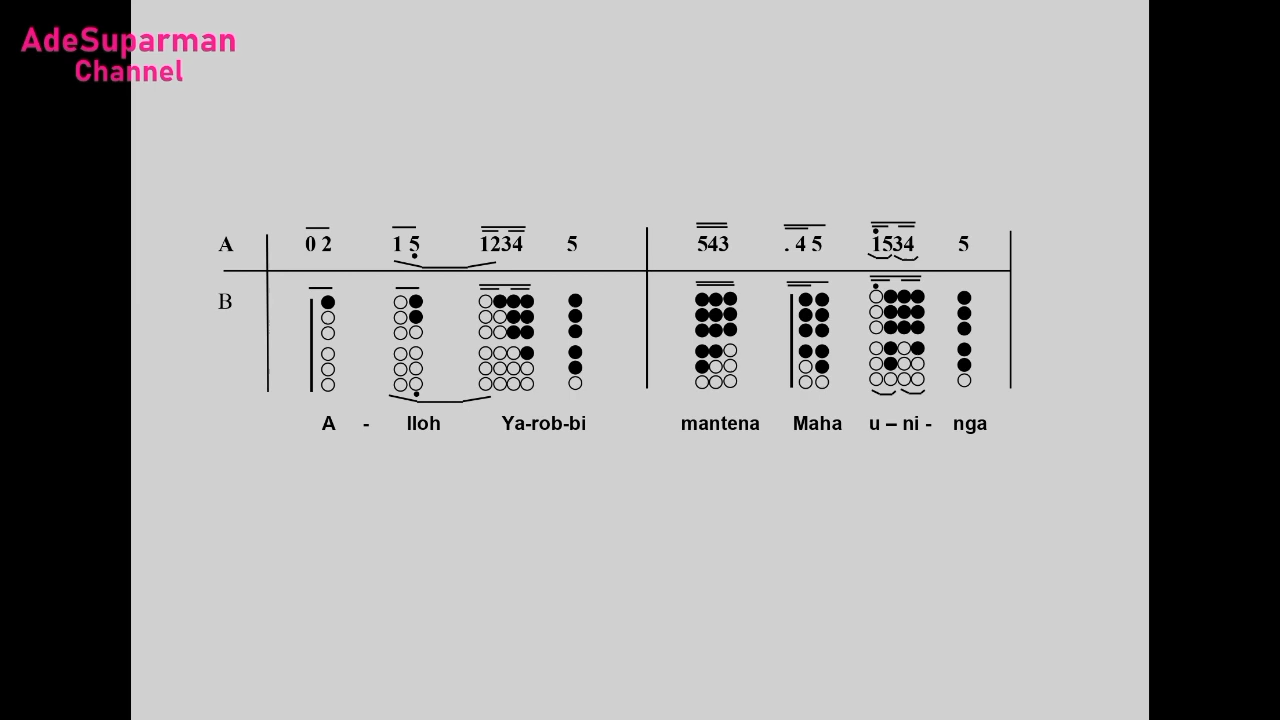 AdeSuparman
Channel
A 0 2 1 5 1234 5 543 . 4 5 1534 5
B
A - lloh Ya-rob-bi mantena Maha u – ni - nga